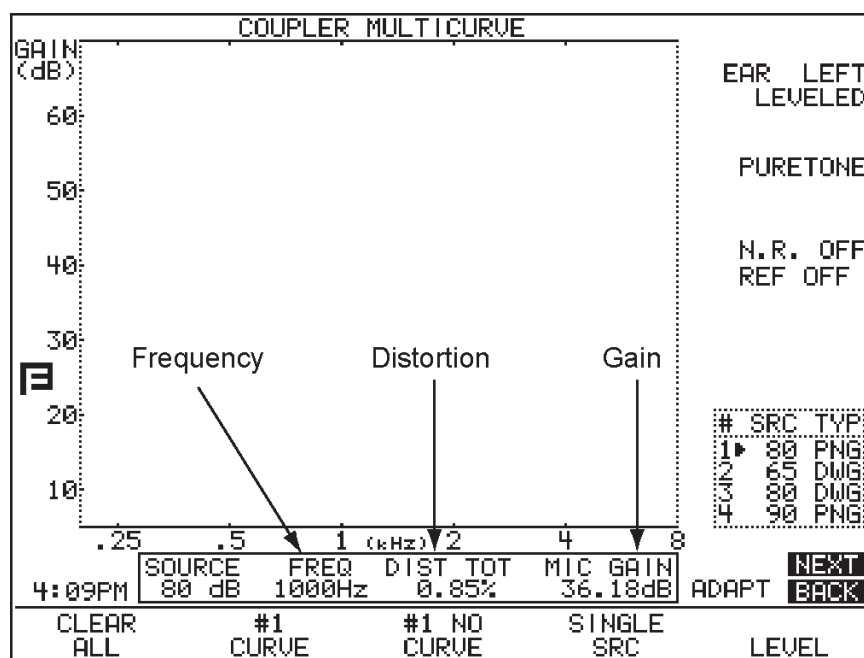 COUPLER MULTICURVE
GAIN
(dB)
60
50
40
30
20
10
EAR LEFT
LEVELED
PURETONE
N.R. OFF
REF OFF
Frequency
Distortion
Gain
# SRC TYP
1 80 PNG
2 65 DWG
3 80 DWG
4 90 PNG
.25 .5 1 (kHz) 2 4 8
SOURCE FREQ DIST TOT MIC GAIN
80 dB 1000Hz 0.85% 36.18dB
4:09PM
ADAPT
NEXT
BACK
CLEAR
ALL
#1
CURVE
#1 NO
CURVE
SINGLE
SRC
LEVEL